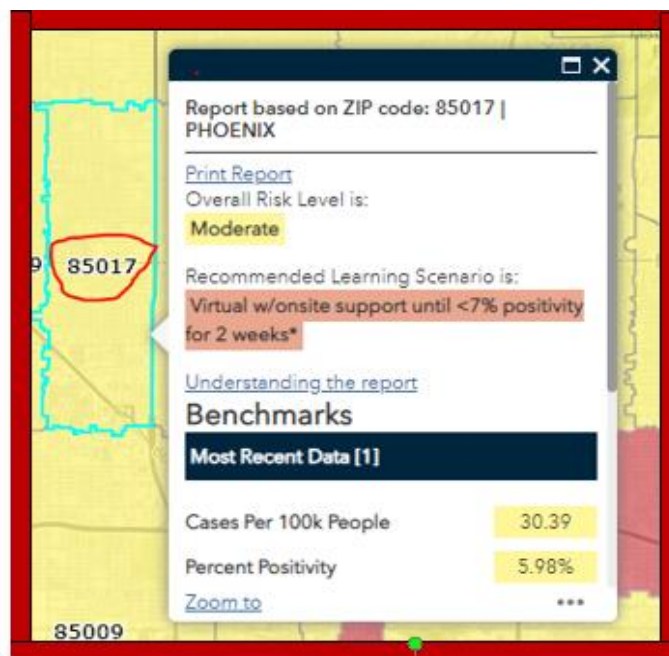 Report based on ZIP code: 85017 |
PHOENIX
Print Report
Overall Risk Level is:
Moderate
Recommended Learning Scenario is:
Virtual w/onsite support until <7% positivity
for 2 weeks*
Understanding the report
Benchmarks
Most Recent Data [1]
Cases Per 100k People 30.39
Percent Positivity 5.98%
Zoom to
9
85017
85009